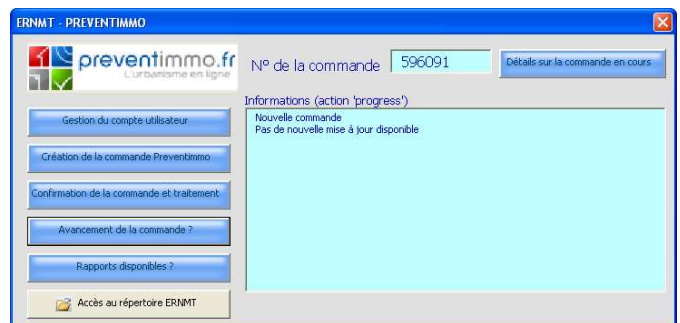 ERNMT - PREVENTIMMO
preventimmo.fr
L'urbanisme en ligne
N° de la commande 596091 Détails sur la commande en cours
Informations (action 'progress')
Nouvelle commande
Pas de nouvelle mise à jour disponible
Gestion du compte utilisateur
Création de la commande Preventimmo
Confirmation de la commande et traitement
Avancement de la commande ?
Rapports disponibles ?
Accès au répertoire ERNMT